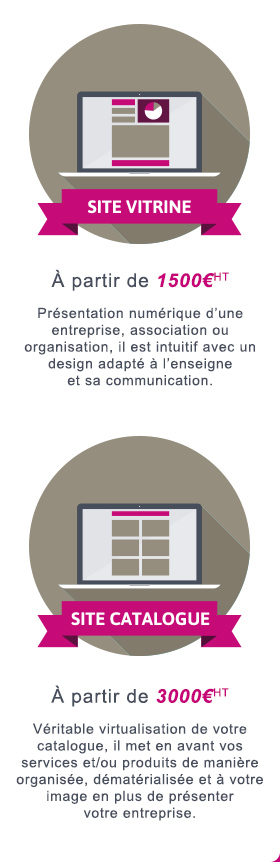 SITE VITRINE
À partir de 1500€HT
Présentation numérique d'une
entreprise, association ou
organisation, il est intuitif avec un
design adapté à l'enseigne
et sa communication.
SITE CATALOGUE
À partir de 3000€HT
Véritable virtualisation de votre
catalogue, il met en avant vos
services et/ou produits de manière
organisée, dématérialisée et à votre
image en plus de présenter
votre entreprise.